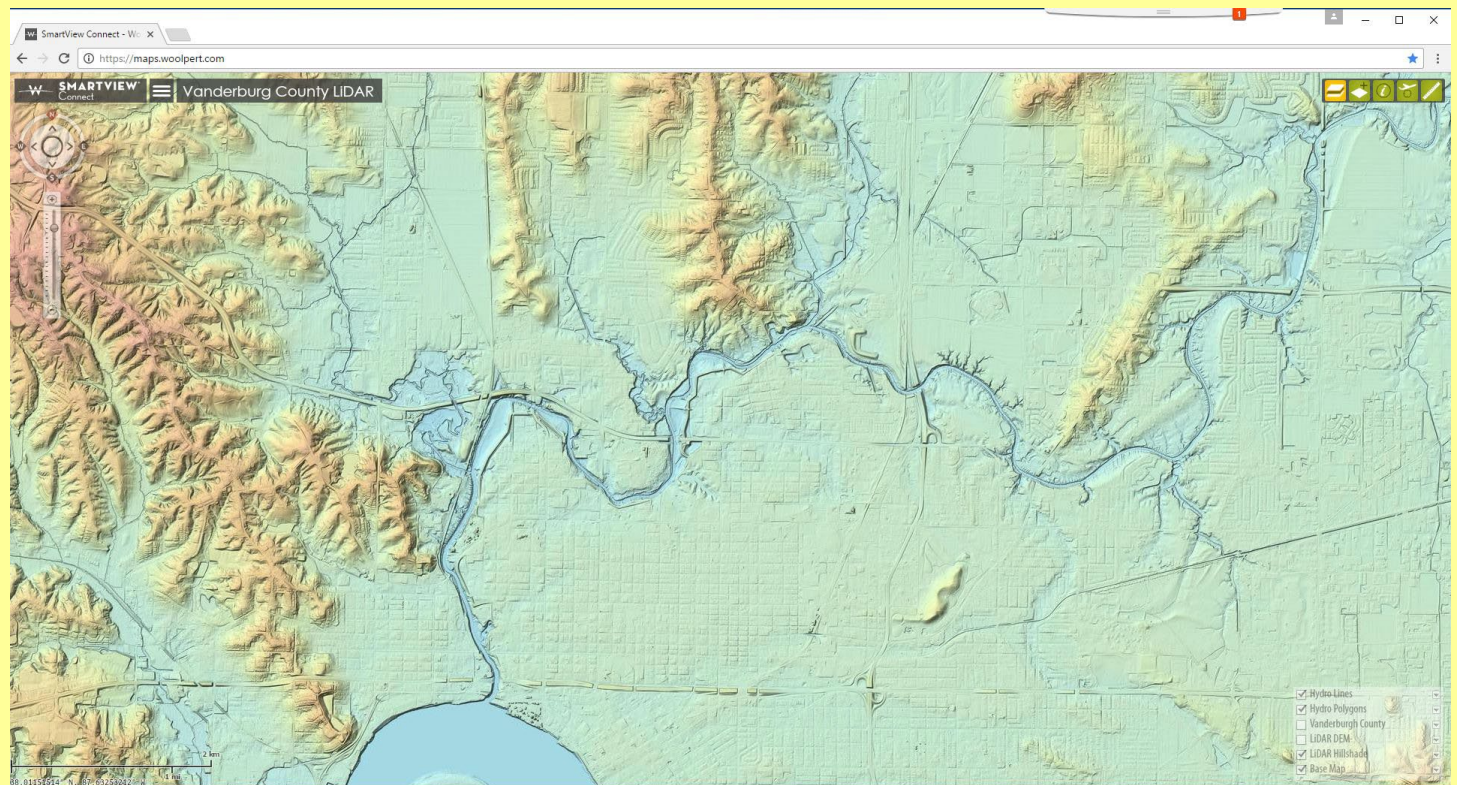 1
SmartView Connect - Wo
https://maps.woolpert.com
W SMARTVIEW Connect
Vanderburg County LIDAR
i
N
W E
S
Hydro Lines
Hydro Polygons
Vanderburgh County
LiDAR DEM
LiDAR Hillshade
Base Map
2 km
1 mi